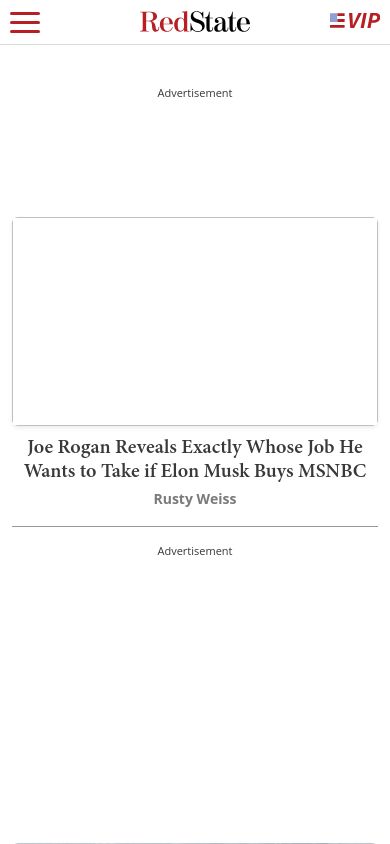 RedState
VIP
Advertisement
Joe Rogan Reveals Exactly Whose Job He
Wants to Take if Elon Musk Buys MSNBC
Rusty Weiss
Advertisement